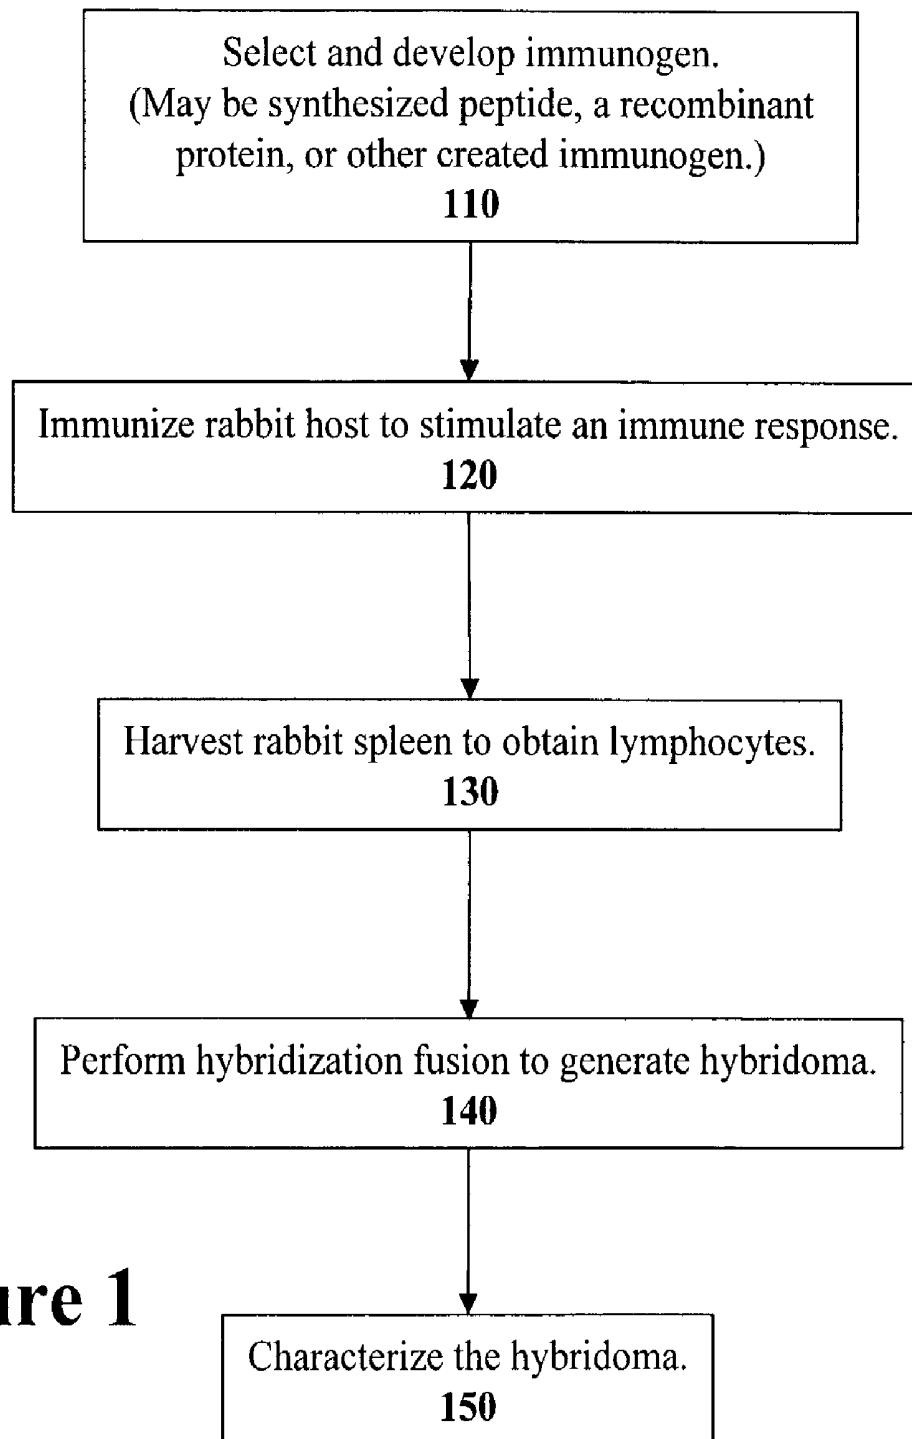 Select and develop immunogen.
(May be synthesized peptide, a recombinant
protein, or other created immunogen.)
110
Immunize rabbit host to stimulate an immune response.
120
Harvest rabbit spleen to obtain lymphocytes.
130
Perform hybridization fusion to generate hybridoma.
140
1
Characterize the hybridoma.
150